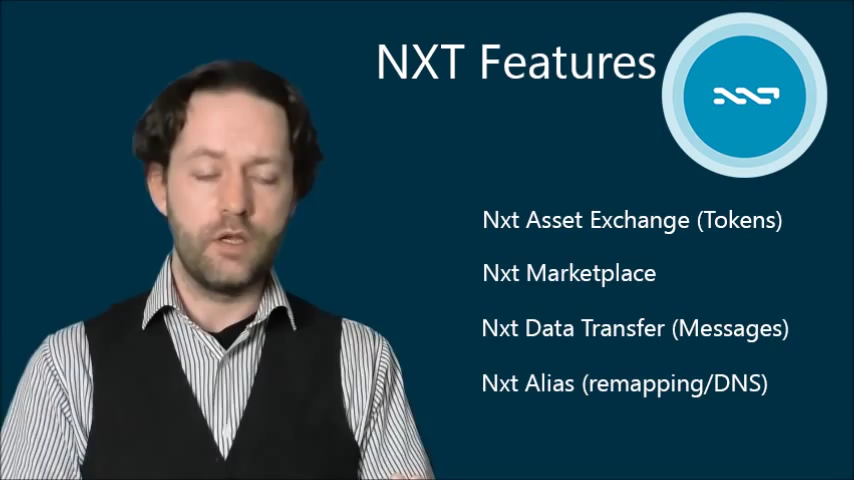 NXT Features
Nxt Asset Exchange (Tokens)
Nxt Marketplace
Nxt Data Transfer (Messages)
Nxt Alias (remapping/DNS)